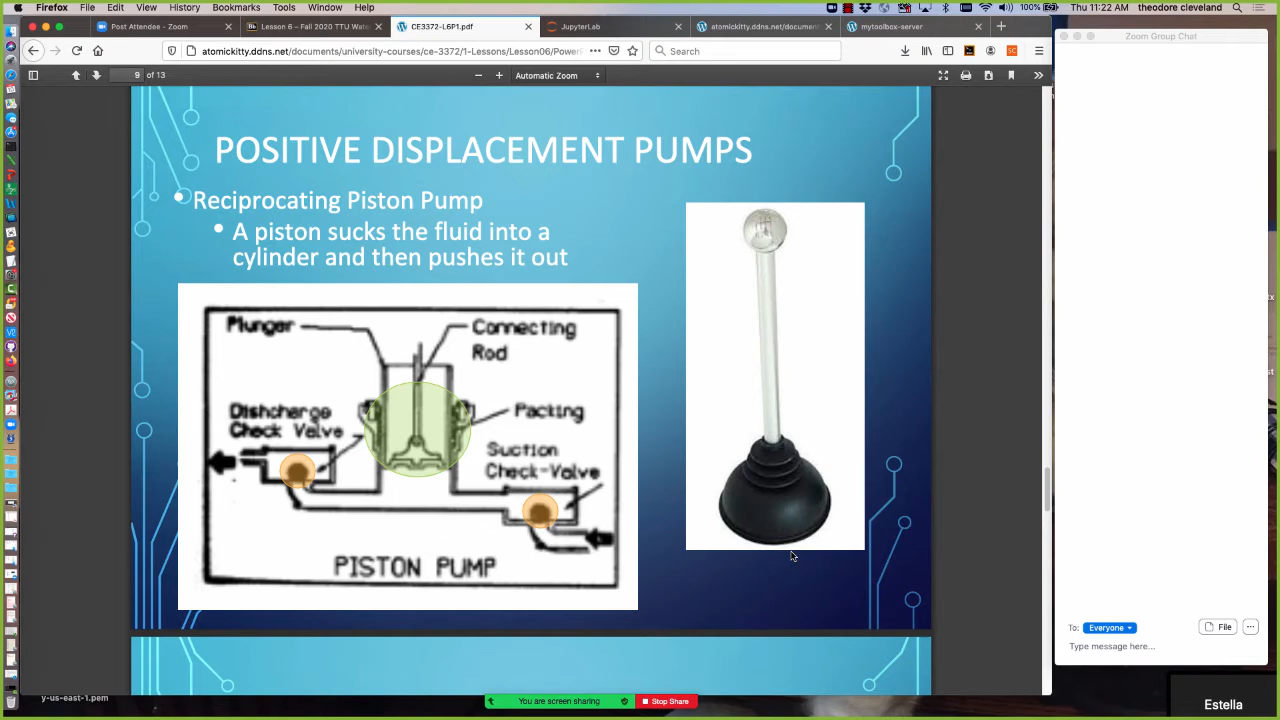 Firefox File Edit View History Bookmarks Tools Window Help 100% Thu 11:22 AM theodore cleveland
Post Attendee - Zoom
Lesson 6 – Fall 2020 TTU Wate
CE3372-L6P1.pdf
JupyterLab
atomickitty.ddns.net/document
mytoolbox-server
Zoom Group Chat
atomickitty.ddns.net/documents/university-courses/ce-3372/1-Lessons/Lesson06/Power
Search
9 of 13
Automatic Zoom
POSITIVE DISPLACEMENT PUMPS
Reciprocating Piston Pump
A piston sucks the fluid into a
cylinder and then pushes it out
Plunger
Connecting
Rod
Dishcharge
Check Valve
Packing
Suction
Check-Valve
PISTON PUMP
To: Everyone
File
Type message here...
y-us-east-1.pem
You are screen sharing
Stop Share
Estella